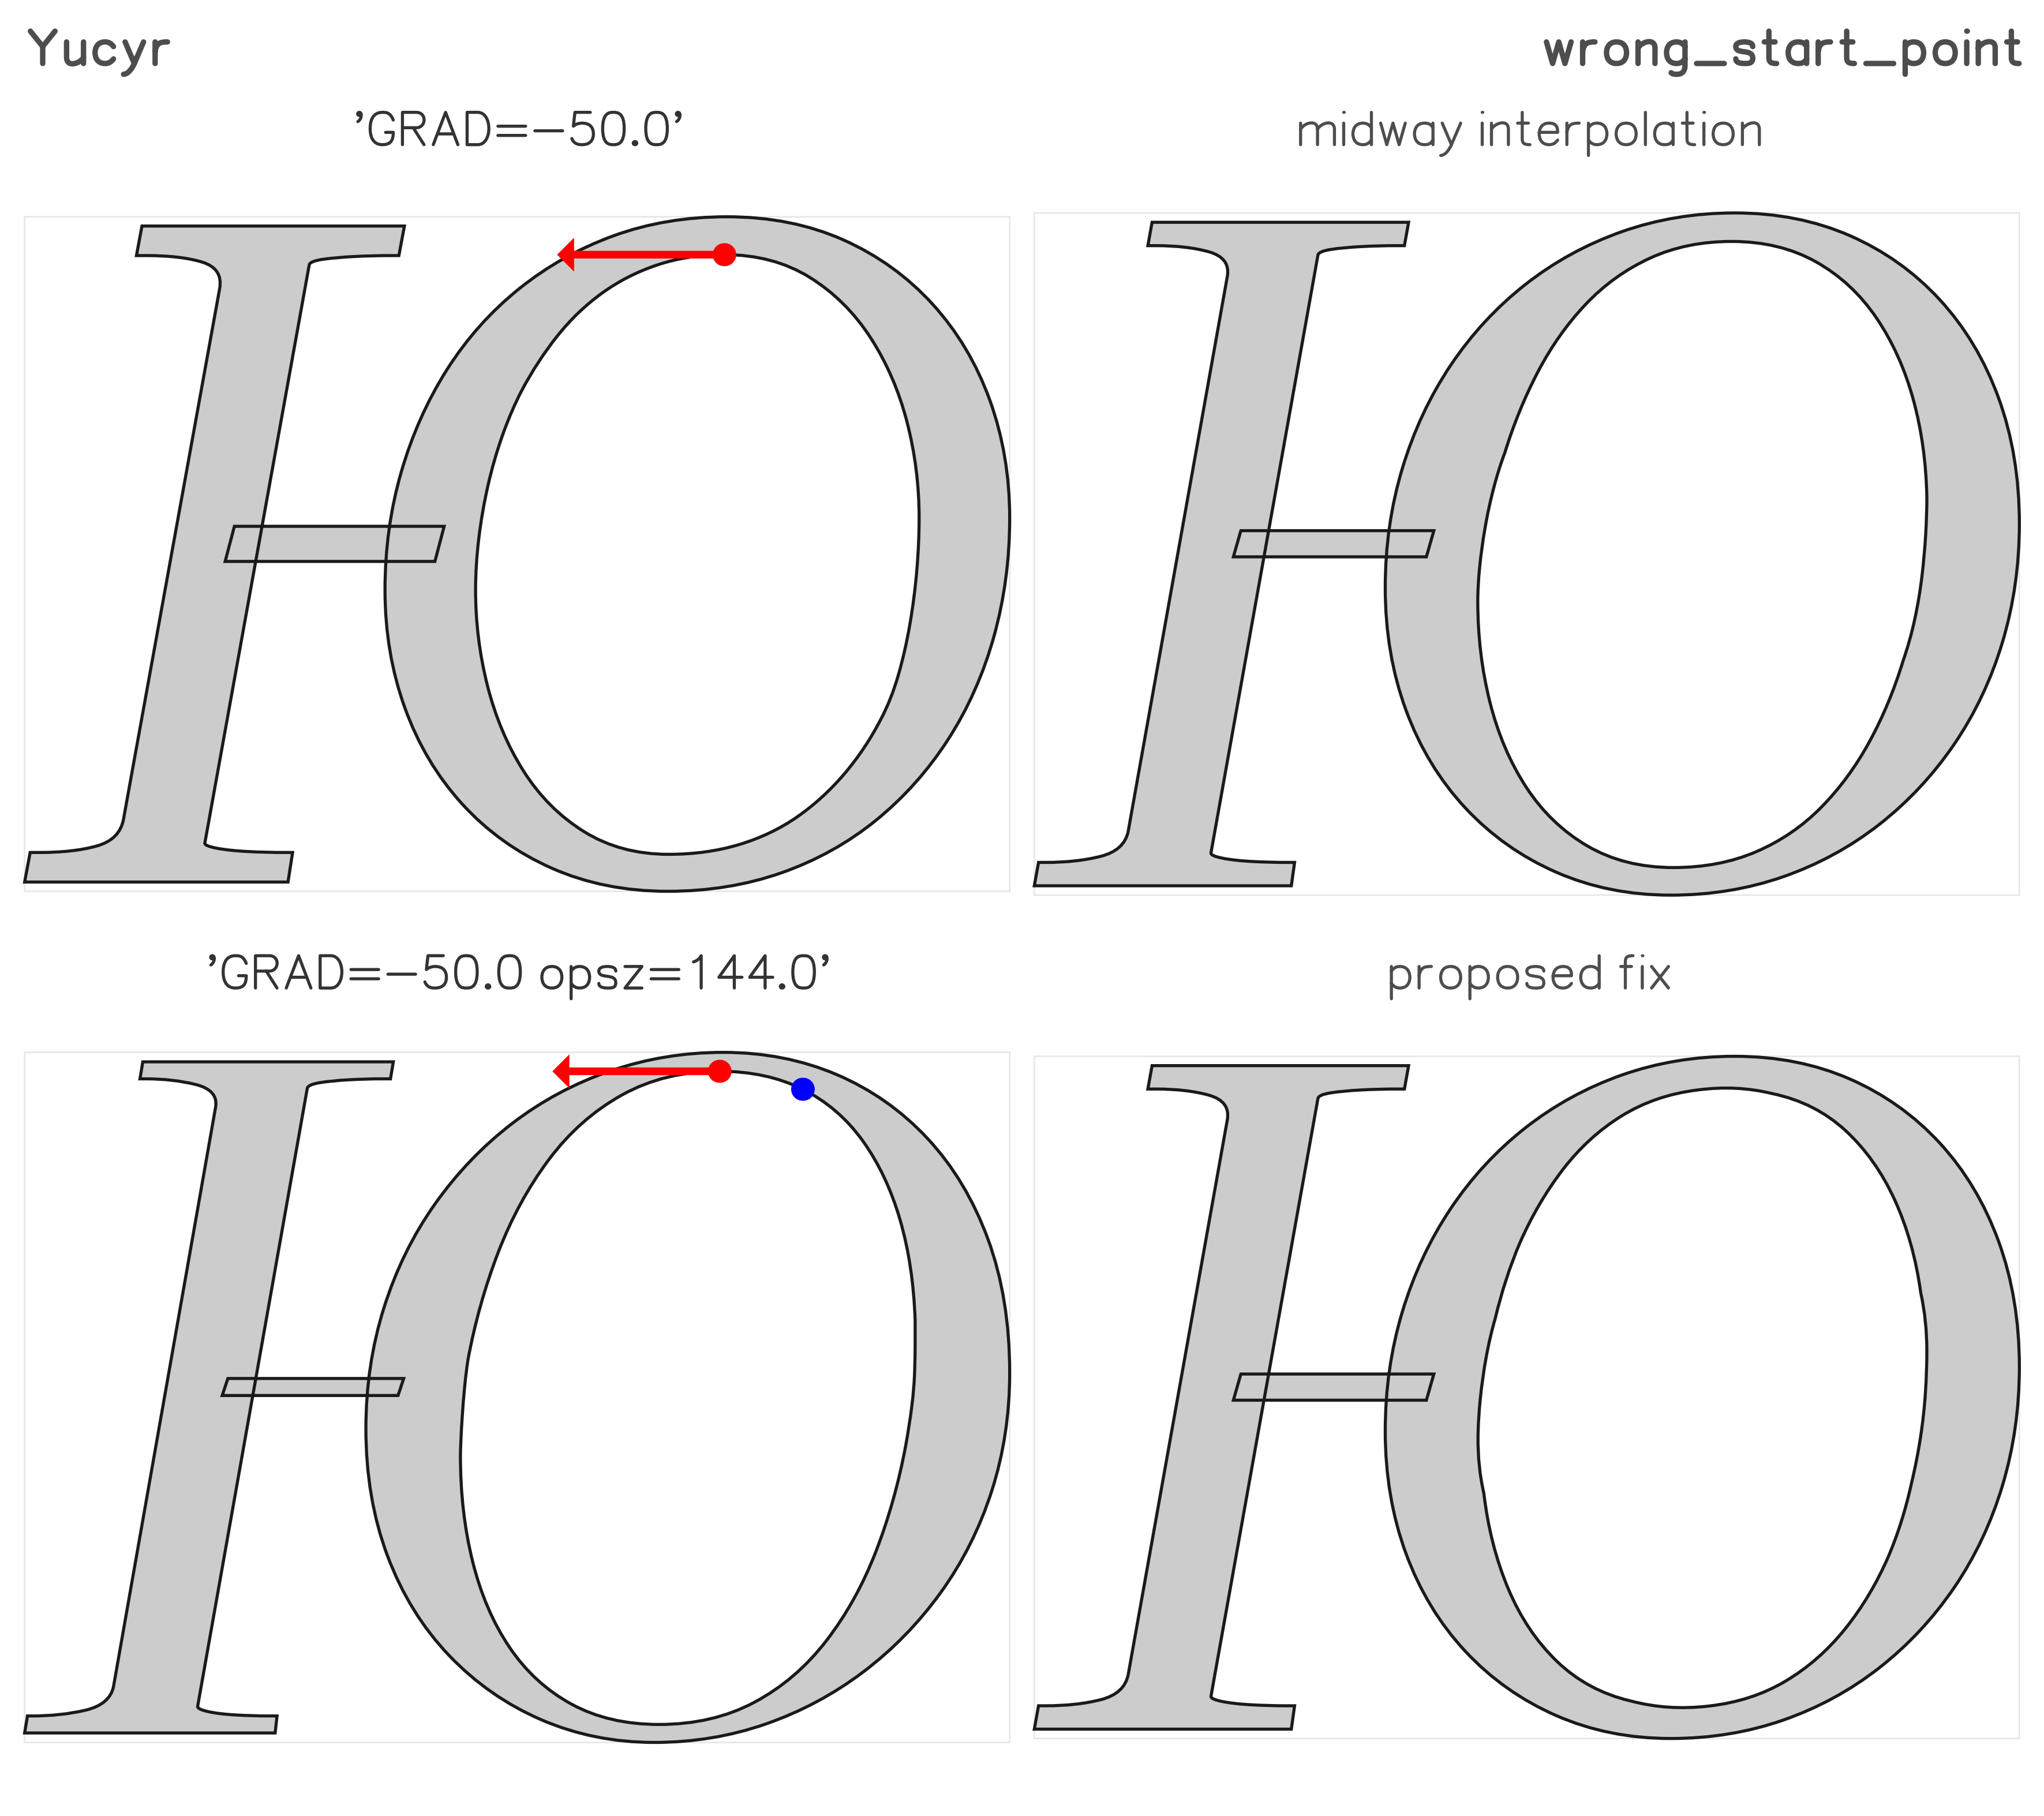 Yucyr wrong_start_point
'GRAD=-50.0' midway interpolation
Ю Ю
'GRAD=-50.0 opsz=144.0' proposed fix
Ю Ю